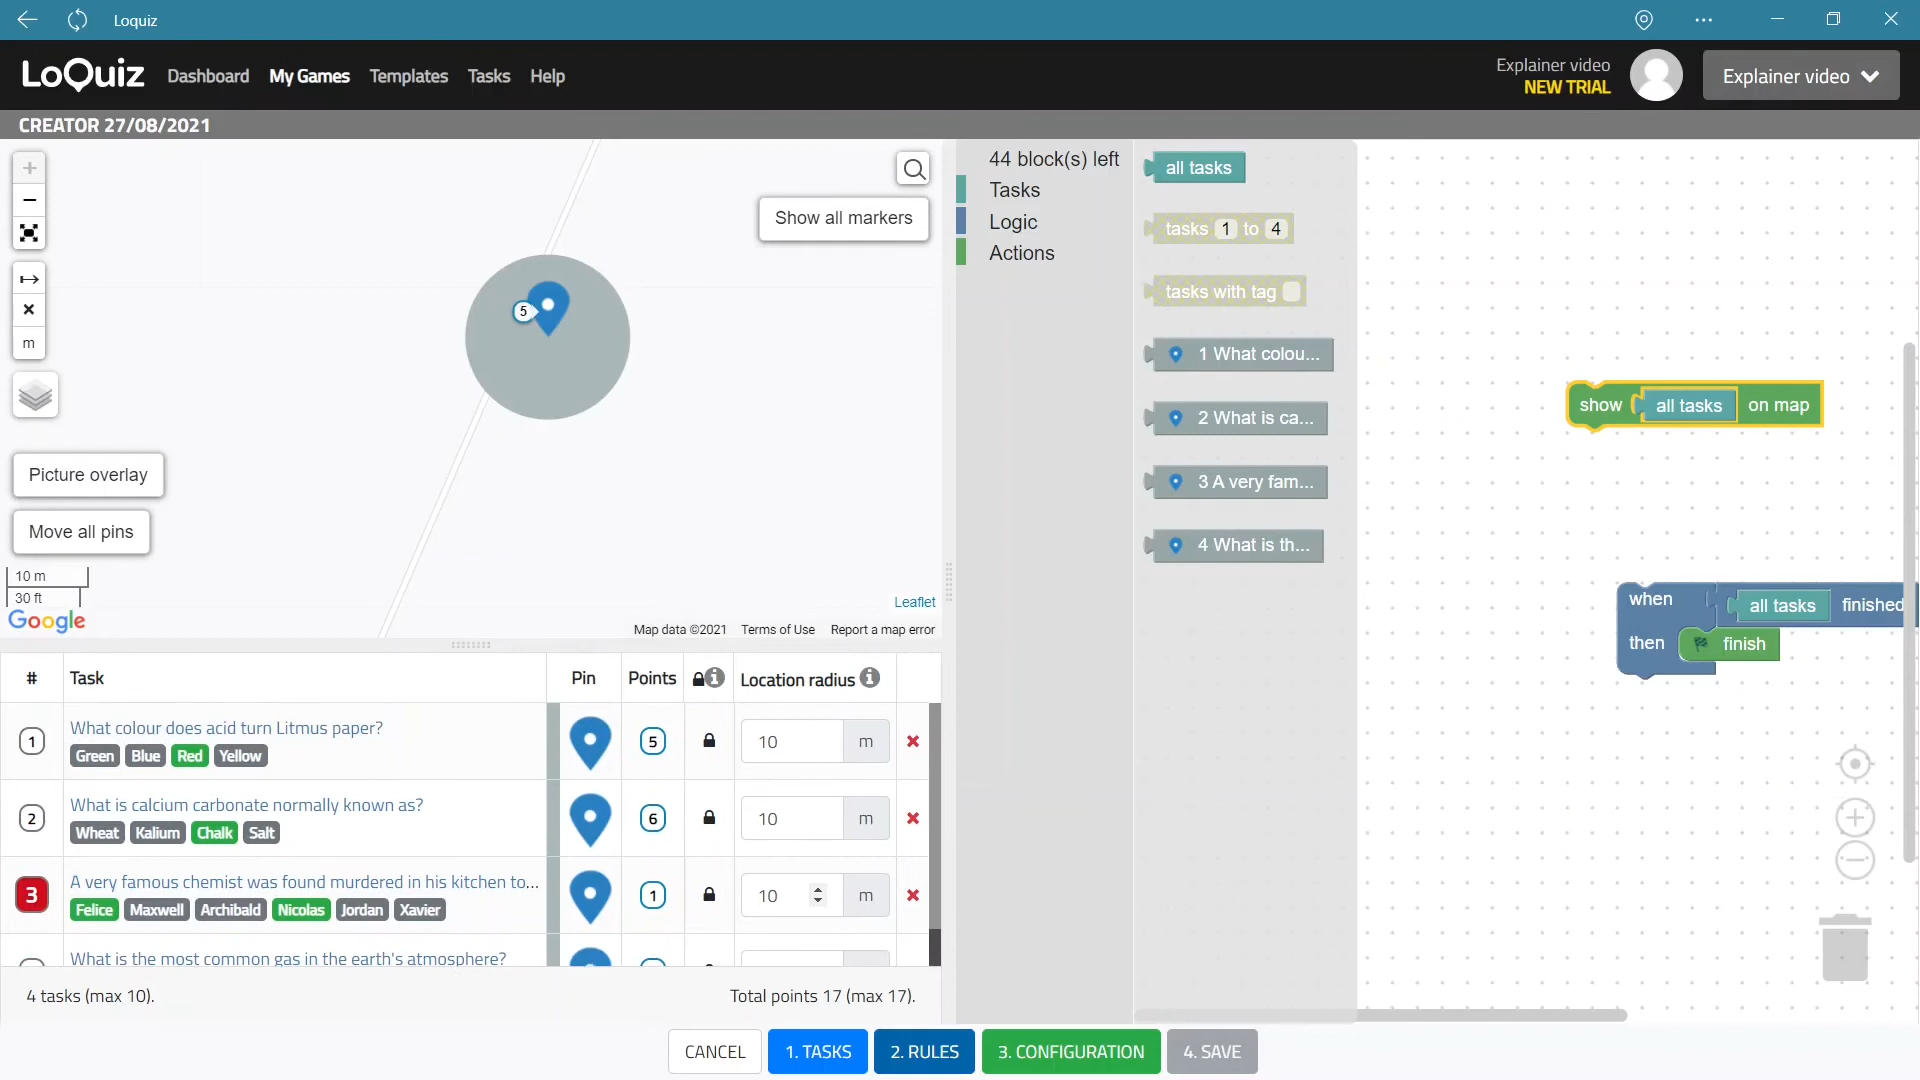 Loquiz
LoQuiz
Dashboard
My Games
Templates
Tasks
Help
Explainer video
NEW TRIAL
Explainer video
CREATOR 27/08/2021
+
−
m
Picture overlay
Move all pins
10 m
30 ft
Google
Show all markers
5
Leaflet
Map data ©2021 Terms of Use Report a map error
# Task Pin Points Location radius
1 What colour does acid turn Litmus paper? 5 10 m
Green Blue Red Yellow
2 What is calcium carbonate normally known as? 6 10 m
Wheat Kalium Chalk Salt
3 A very famous chemist was found murdered in his kitchen to... 1 10 m
Felice Maxwell Archibald Nicolas Jordan Xavier
What is the most common gas in the earth's atmosphere?
4 tasks (max 10). Total points 17 (max 17).
44 block(s) left
Tasks
Logic
Actions
all tasks
tasks 1 to 4
tasks with tag
1 What colou...
2 What is ca...
3 A very fam...
4 What is th...
show all tasks on map
when all tasks finished
then finish
CANCEL
1. TASKS
2. RULES
3. CONFIGURATION
4. SAVE